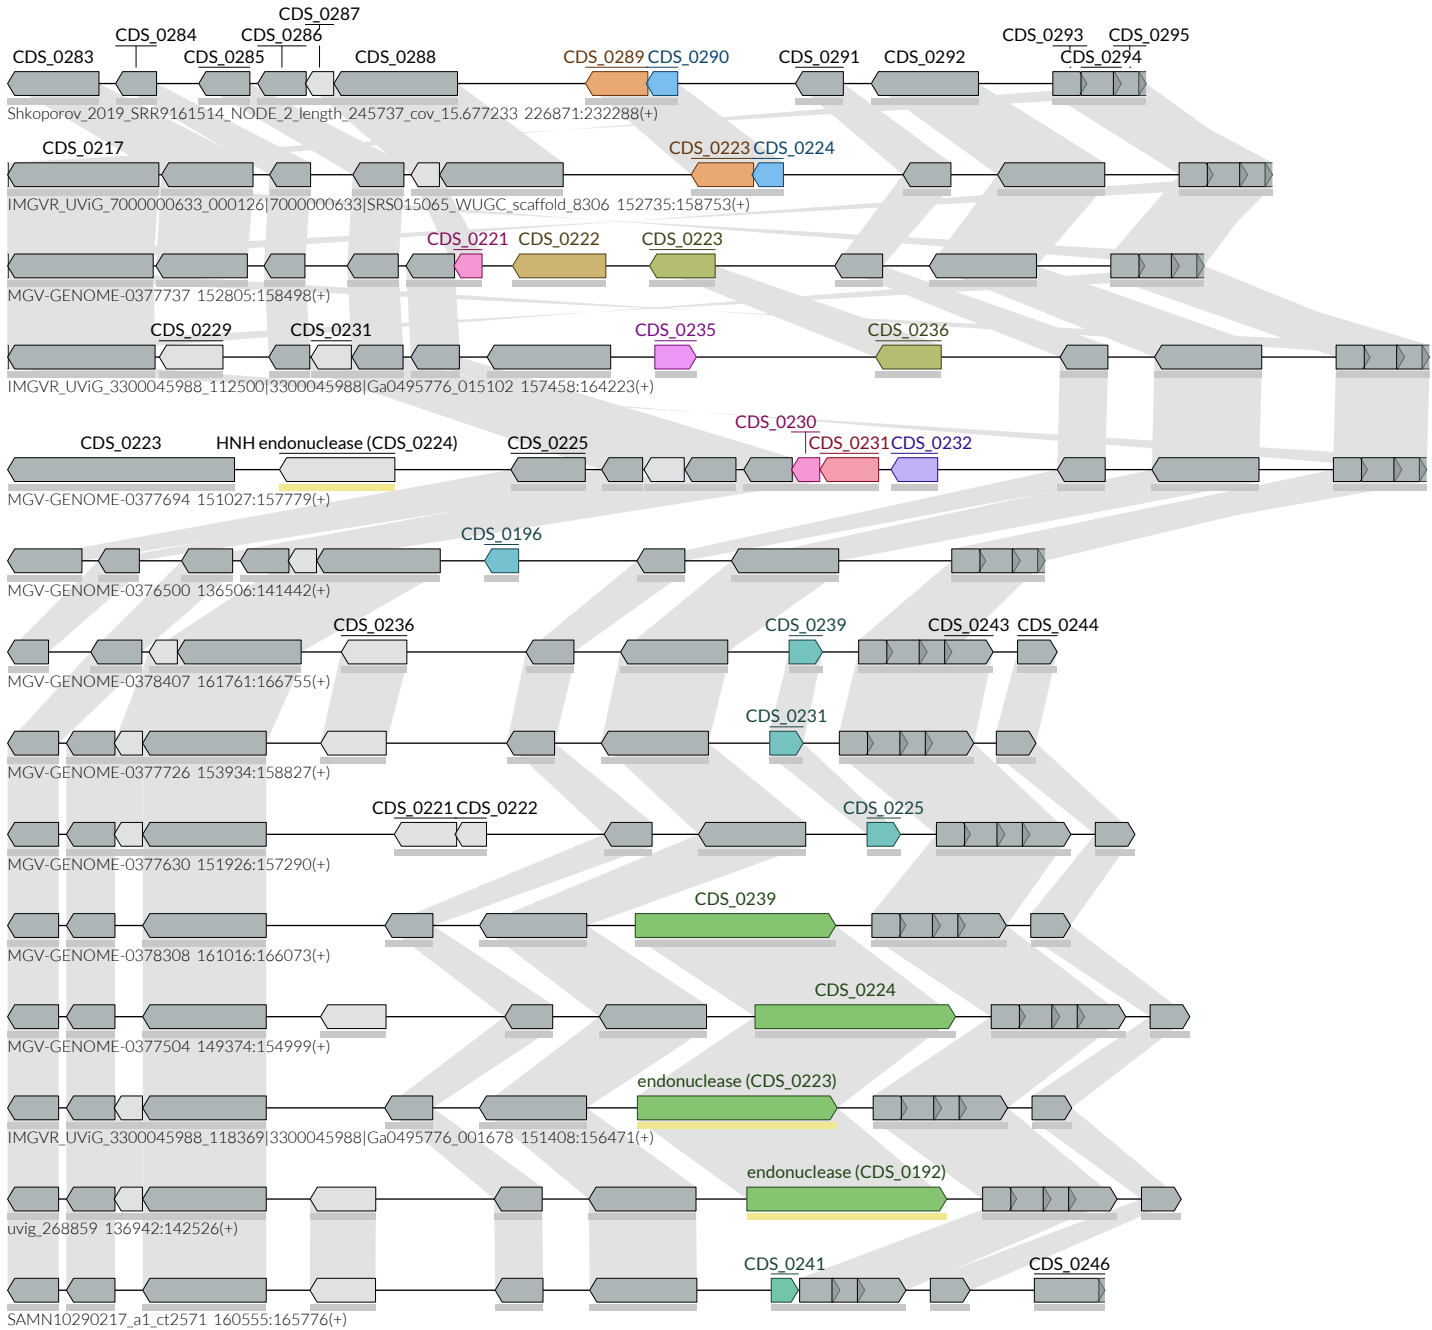 CDS_0287
CDS_0284 CDS_0286 CDS_0293 CDS_0295
CDS_0283 CDS_0285 CDS_0288 CDS_0289 CDS_0290 CDS_0291 CDS_0292 CDS_0294
Shkoporov_2019_SRR9161514_NODE_2_length_245737_cov_15.677233 226871:232288(+)
CDS_0217 CDS_0223 CDS_0224
IMGVR_UViG_7000000633_000126|7000000633|SRS015065_WUGC_scaffold_8306 152735:158753(+)
CDS_0221 CDS_0222 CDS_0223
MGV-GENOME-0377737 152805:158498(+)
CDS_0229 CDS_0231 CDS_0235 CDS_0236
IMGVR_UViG_3300045988_112500|3300045988|Ga0495776_015102 157458:164223(+)
CDS_0230
CDS_0223 HNH endonuclease (CDS_0224) CDS_0225 CDS_0231 CDS_0232
MGV-GENOME-0377694 151027:157779(+)
CDS_0196
MGV-GENOME-0376500 136506:141442(+)
CDS_0236 CDS_0239 CDS_0243 CDS_0244
MGV-GENOME-0378407 161761:166755(+)
CDS_0231
MGV-GENOME-0377726 153934:158827(+)
CDS_0221 CDS_0222 CDS_0225
MGV-GENOME-0377630 151926:157290(+)
CDS_0239
MGV-GENOME-0378308 161016:166073(+)
CDS_0224
MGV-GENOME-0377504 149374:154999(+)
endonuclease (CDS_0223)
IMGVR_UViG_3300045988_118369|3300045988|Ga0495776_001678 151408:156471(+)
endonuclease (CDS_0192)
uvig_268859 136942:142526(+)
CDS_0241 CDS_0246
SAMN10290217_a1_ct2571 160555:165776(+)